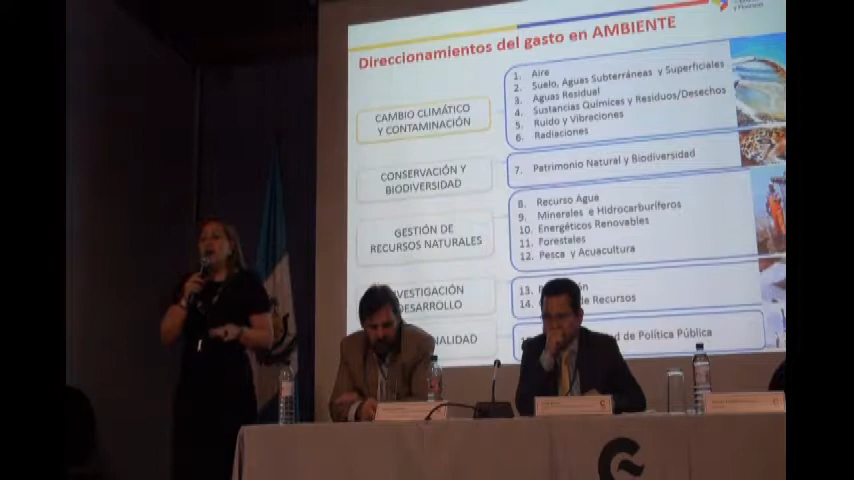 Direccionamientos del gasto en AMBIENTE
CAMBIO CLIMÁTICO
Y CONTAMINACIÓN
1. Aire
2. Suelo, Aguas Subterráneas y Superficiales
3. Aguas Residual
4. Sustancias Químicas y Residuos/Desechos
5. Ruido y Vibraciones
6. Radiaciones
CONSERVACIÓN Y
BIODIVERSIDAD
7. Patrimonio Natural y Biodiversidad
GESTIÓN DE
RECURSOS NATURALES
8. Recurso Agua
9. Minerales e Hidrocarburíferos
10. Energéticos Renovables
11. Forestales
12. Pesca y Acuacultura
13.
14. de Recursos
de Política Pública